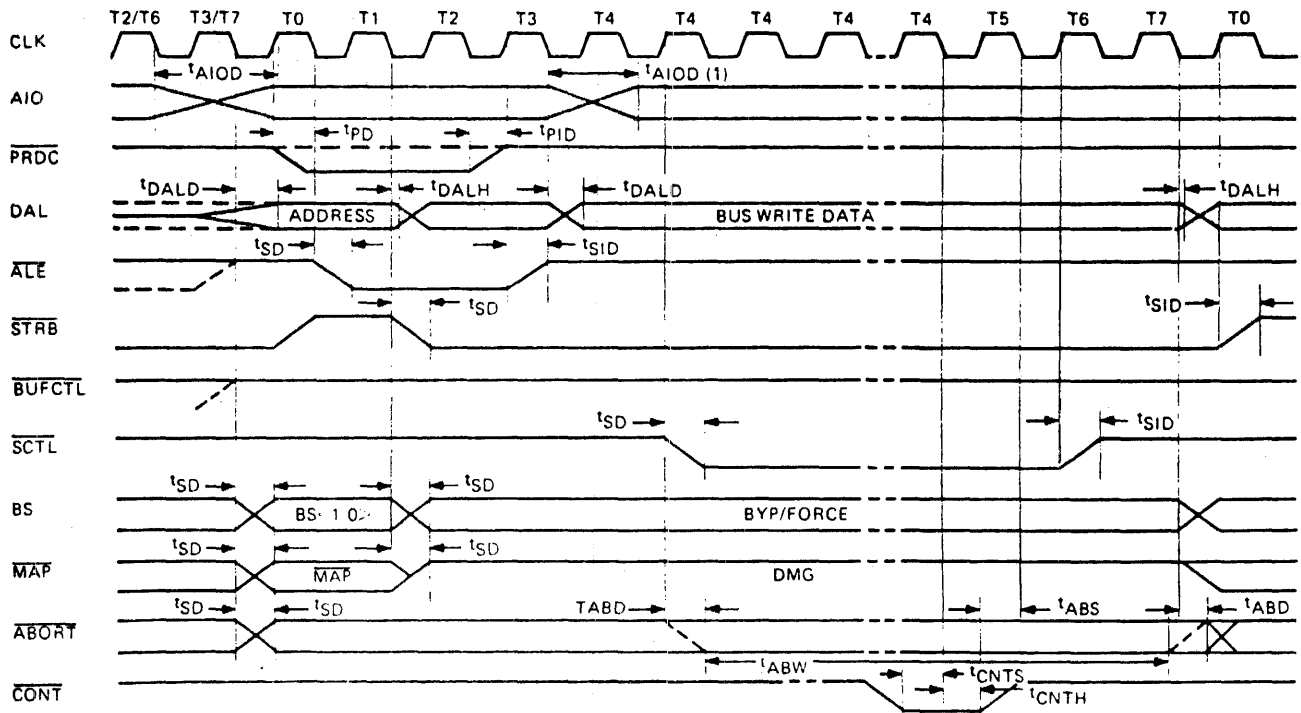 T2/T6 T3/T7 T0 T1 T2 T3 T4 T4 T4 T4 T4 T5 T6 T7 T0
CLK
tAIOD tAIOD (1)
AIO
tPD tPID
PRDC
tDALD tDALH tDALD tDALH
DAL ADDRESS BUS WRITE DATA
tSD tSID
ALE
tSD tSID
STRB
BUFCTL
tSD tSID
SCTL
tSD tSD
BS BS<1 0> BYP/FORCE
tSD tSD
MAP MAP DMG
tSD tSD TABD tABS tABD
ABORT
tABW
tCNTS
CONT tCNTH